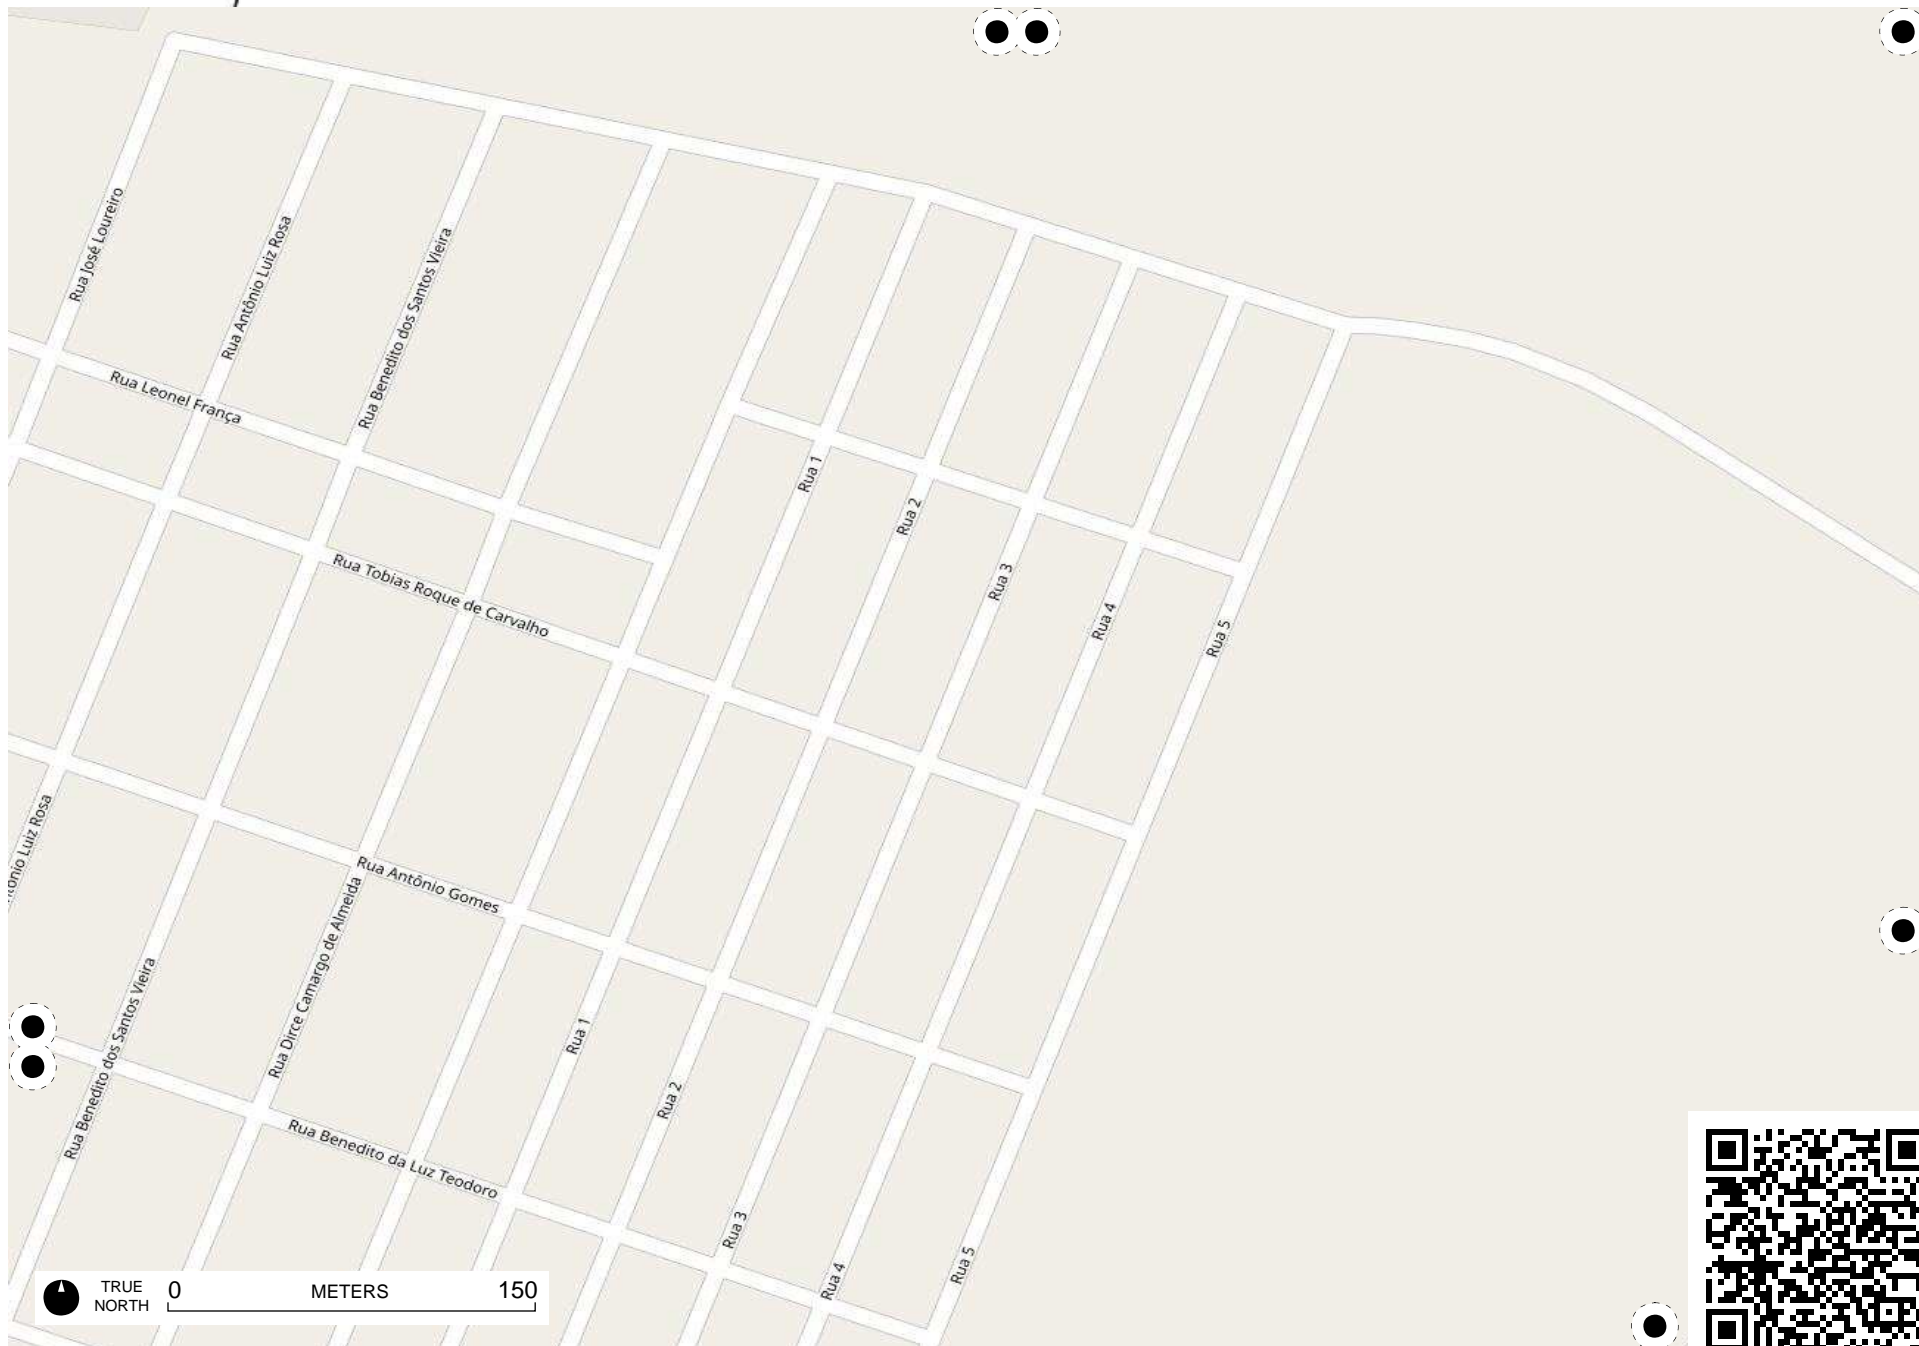 Rua José Loureiro
Rua Antônio Luiz Rosa
Rua Benedito dos Santos Vieira
Rua Leonel França
Rua 1
Rua 2
Rua 3
Rua 4
Rua 5
Rua Tobias Roque de Carvalho
Luiz Rosa
Rua Antônio Gomes
Rua Dirce Camargo de Almeida
Rua Benedito dos Santos Vieira
Rua 1
Rua 2
Rua Benedito da Luz Teodoro
Rua 3
Rua 4
Rua 5
TRUE
NORTH
0 METERS 150